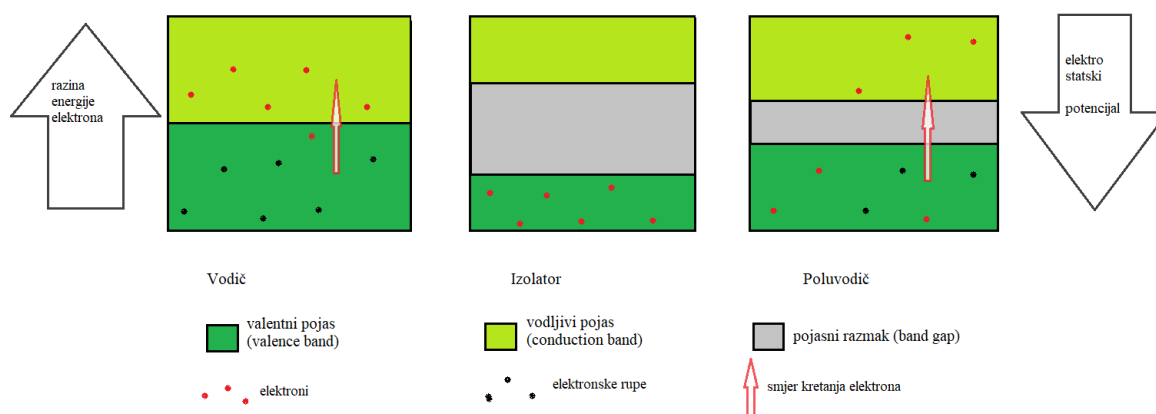 razina
energije
elektrona
elektro
statski
potencijal
Vodič
Izolator
Poluvodič
valentni pojas
(valence band)
vodljivi pojas
(conduction band)
pojasni razmak (band gap)
elektroni
elektronske rupe
smjer kretanja elektrona